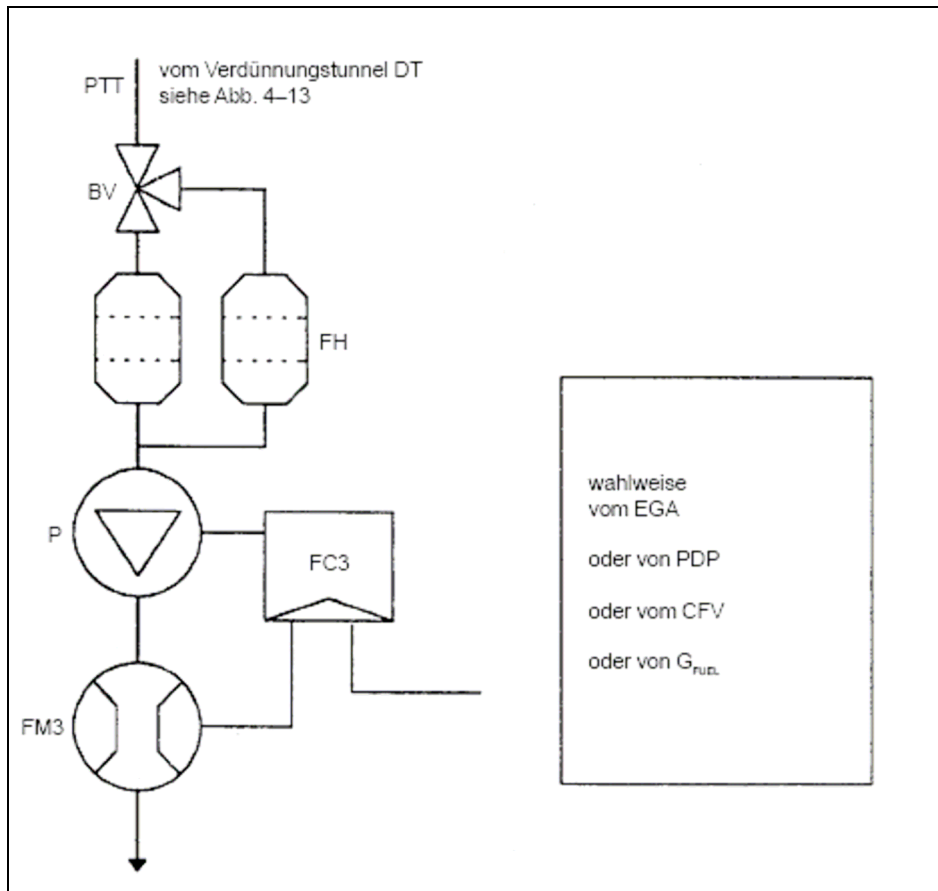 PTT
vom Verdünnungstunnel DT
siehe Abb. 4–13
BV
FH
P
FC3
FM3
wahlweise
vom EGA
oder von PDP
oder vom CFV
oder von G_FUEL